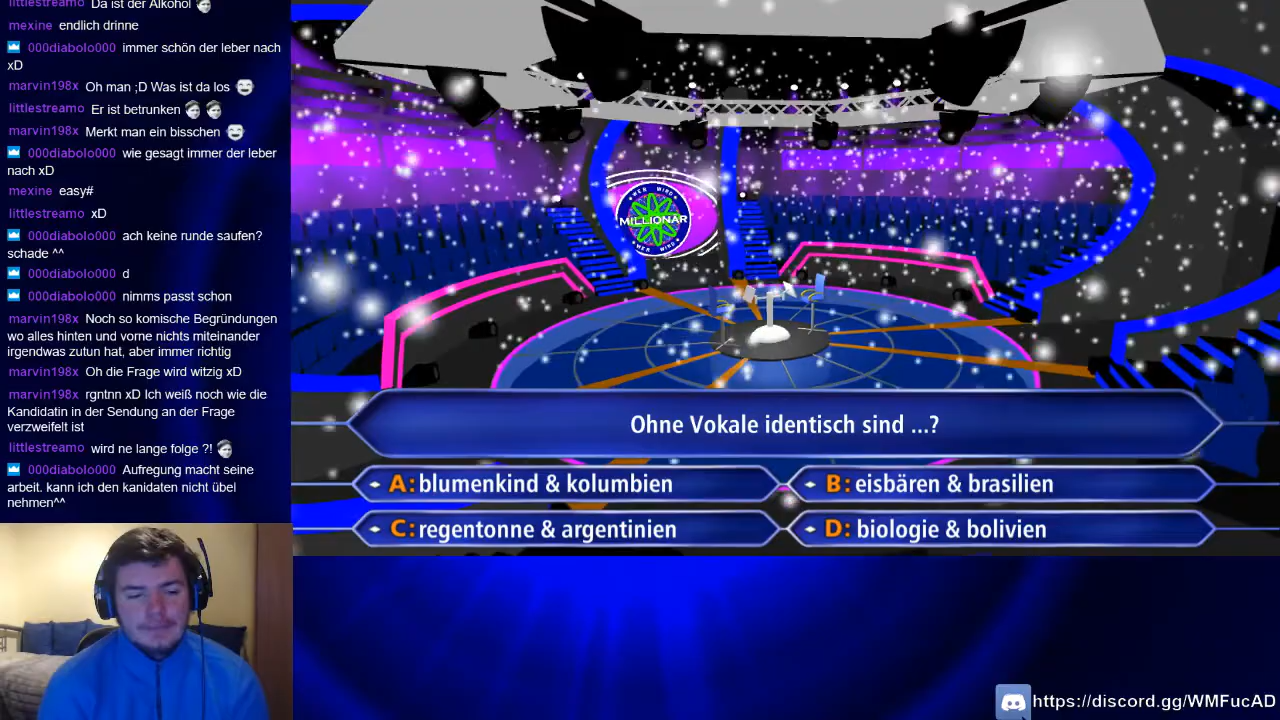 littlestreamo Da ist der Alkohol
mexine endlich drinne
000diabolo000 immer schön der leber nach
xD
marvin198x Oh man ;D Was ist da los
littlestreamo Er ist betrunken
marvin198x Merkt man ein bisschen
000diabolo000 wie gesagt immer der leber
nach xD
mexine easy#
littlestreamo xD
000diabolo000 ach keine runde saufen?
schade ^^
000diabolo000 d
000diabolo000 nimms passt schon
marvin198x Noch so komische Begründungen
wo alles hinten und vorne nichts miteinander
irgendwas zutun hat, aber immer richtig
marvin198x Oh die Frage wird witzig xD
marvin198x rgntnn xD Ich weiß noch wie die
Kandidatin in der Sendung an der Frage
verzweifelt ist
littlestreamo wird ne lange folge ?!
000diabolo000 Aufregung macht seine
arbeit. kann ich den kanidaten nicht übel
nehmen^^
WER WIRD
MILLIONÄR
WER WIRD
Ohne Vokale identisch sind ...?
A: blumenkind & kolumbien
B: eisbären & brasilien
C: regentonne & argentinien
D: biologie & bolivien
https://discord.gg/WMFucAD